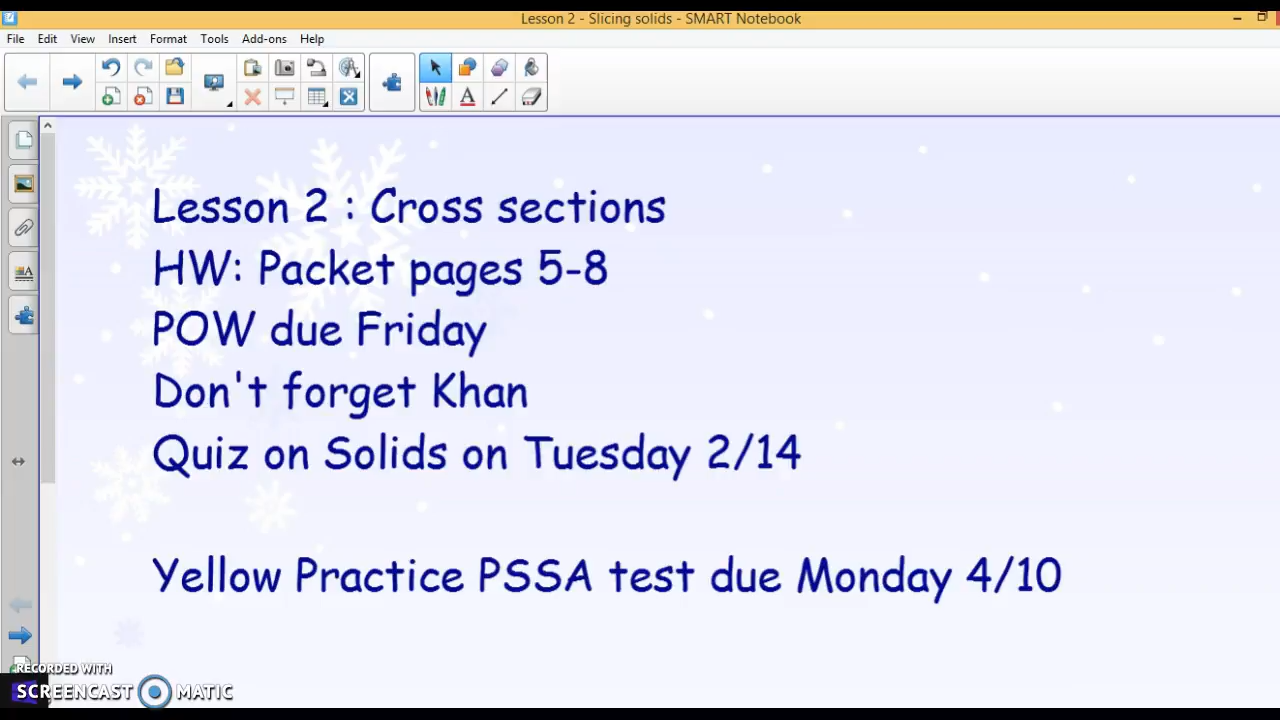 Lesson 2 - Slicing solids - SMART Notebook
File Edit View Insert Format Tools Add-ons Help
Lesson 2 : Cross sections
HW: Packet pages 5-8
POW due Friday
Don't forget Khan
Quiz on Solids on Tuesday 2/14
Yellow Practice PSSA test due Monday 4/10
RECORDED WITH
SCREENCAST MATIC